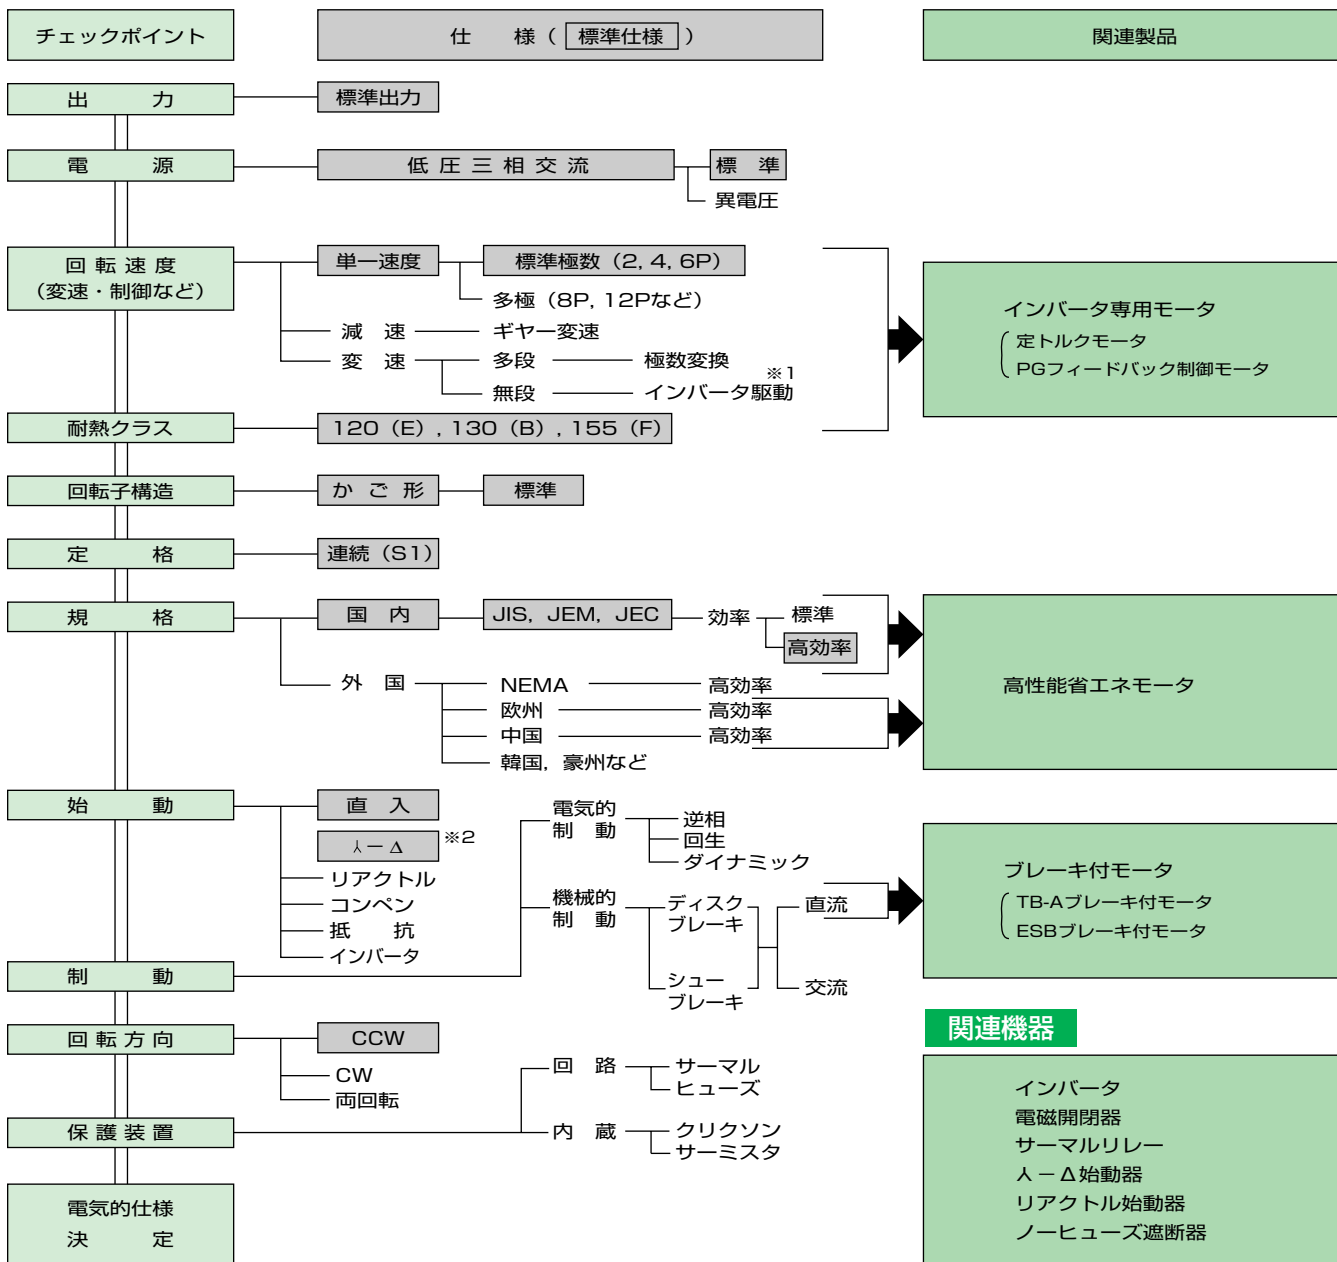 チェックポイント
仕 様（標準仕様）
関連製品
出 力
標準出力
電 源
低圧三相交流
標 準
異電圧
回転速度
（変速・制御など）
単一速度
標準極数（2, 4, 6P）
多極（8P, 12Pなど）
減 速
ギヤー変速
変 速
多段
極数変換
無段
インバータ駆動
※1
インバータ専用モータ
定トルクモータ
PGフィードバック制御モータ
耐熱クラス
120（E）, 130（B）, 155（F）
回転子構造
かご形
標準
定 格
連続（S1）
規 格
国 内
JIS, JEM, JEC
効率
標準
高効率
外 国
NEMA
高効率
欧州
高効率
中国
高効率
韓国, 豪州など
高性能省エネモータ
始 動
直 入
人－Δ
※2
リアクトル
コンペン
抵 抗
インバータ
制 動
電気的
制 動
逆相
回生
ダイナミック
機械的
制 動
ディスク
ブレーキ
シュー
ブレーキ
直流
交流
ブレーキ付モータ
TB-Aブレーキ付モータ
ESBブレーキ付モータ
回転方向
CCW
CW
両回転
保護装置
回 路
サーマル
ヒューズ
内 蔵
クリクソン
サーミスタ
電気的仕様
決 定
関連機器
インバータ
電磁開閉器
サーマルリレー
人－Δ始動器
リアクトル始動器
ノーヒューズ遮断器